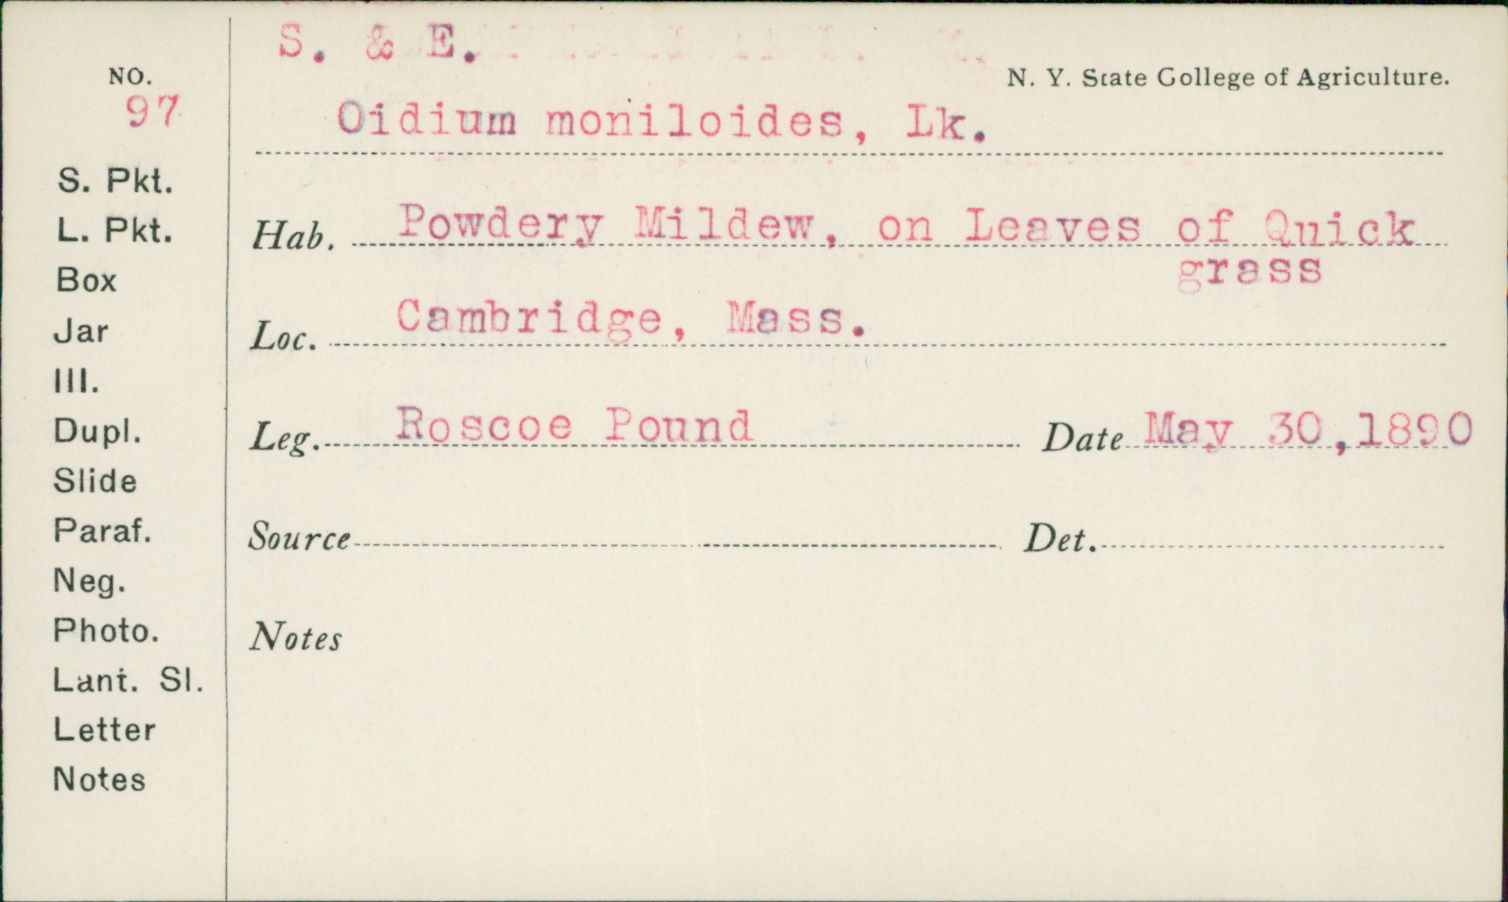 S. & E.
NO.
N. Y. State College of Agriculture.
97
Oidium moniloides, Lk.
S. Pkt.
L. Pkt.
Hab. Powdery Mildew, on Leaves of Quick
grass
Box
Jar
Loc. Cambridge, Mass.
Ill.
Dupl.
Leg. Roscoe Pound Date May 30,1890
Slide
Paraf.
Source Det.
Neg.
Photo.
Notes
Lant. Sl.
Letter
Notes